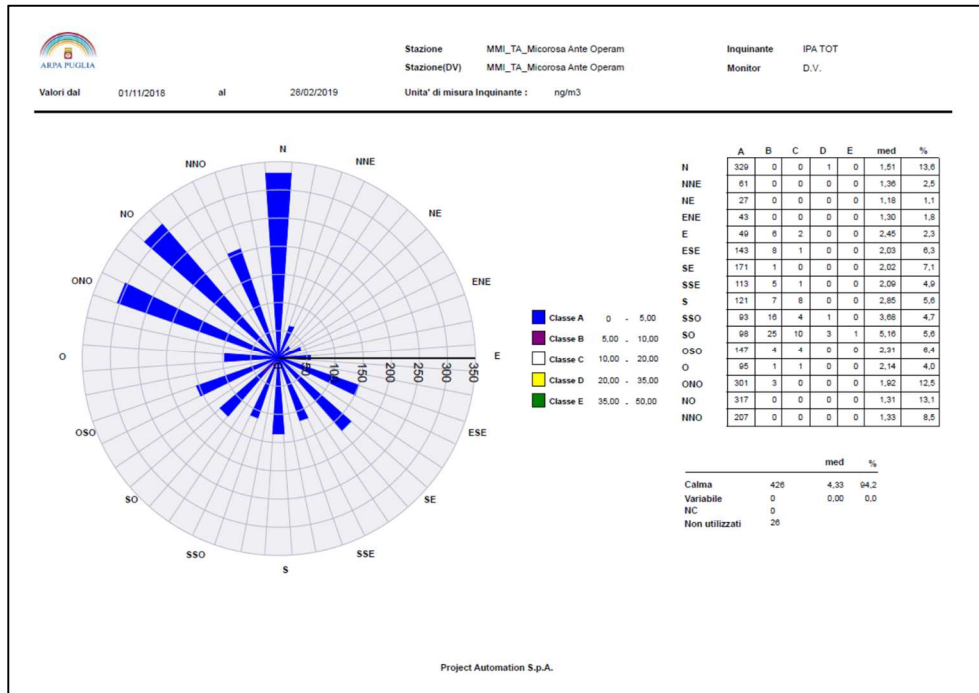 ARPA PUGLIA
Stazione MMI_TA_Micorosa Ante Operam Inquinante IPA TOT
Stazione(DV) MMI_TA_Micorosa Ante Operam Monitor D.V.
Valori dal 01/11/2018 al 28/02/2019 Unita' di misura Inquinante : ng/m3
N
NNE
NE
ENE
E
ESE
SE
SSE
S
SSO
SO
OSO
O
ONO
NO
NNO
0 50 100 150 200 250 300 350
Classe A 0 - 5,00
Classe B 5,00 - 10,00
Classe C 10,00 - 20,00
Classe D 20,00 - 35,00
Classe E 35,00 - 50,00
A B C D E med %
N 329 0 0 1 0 1,51 13,6
NNE 61 0 0 0 0 1,36 2,5
NE 27 0 0 0 0 1,18 1,1
ENE 43 0 0 0 0 1,30 1,8
E 49 6 2 0 0 2,45 2,3
ESE 143 8 1 0 0 2,03 6,3
SE 171 1 0 0 0 2,02 7,1
SSE 113 5 1 0 0 2,09 4,9
S 121 7 8 0 0 2,85 5,6
SSO 93 16 4 1 0 3,68 4,7
SO 98 25 10 3 1 5,16 5,6
OSO 147 4 4 0 0 2,31 6,4
O 95 1 1 0 0 2,14 4,0
ONO 301 3 0 0 0 1,92 12,5
NO 317 0 0 0 0 1,31 13,1
NNO 207 0 0 0 0 1,33 8,5
med %
Calma 426 4,33 94,2
Variabile 0 0,00 0,0
NC 0
Non utilizzati 26
Project Automation S.p.A.